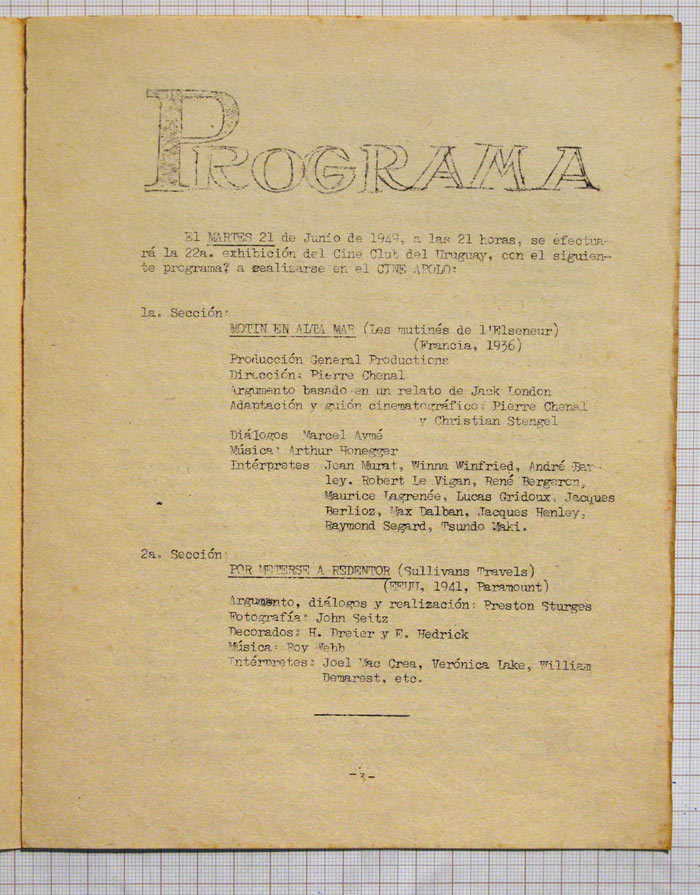 PROGRAMA
El MARTES 21 de Junio de 1949, a las 21 horas, se efectua-
rá la 22a. exhibición del Cine Club del Uruguay, con el siguien-
te programa? a realizarse en el CINE APOLO:
1a. Sección:
MOTIN EN ALTA MAR (Les mutinés de l'Elseneur)
(Francia, 1936)
Producción General Productions
Dirección: Pierre Chenal
Argumento basado en un relato de Jack London
Adaptación y guión cinematográfico: Pierre Chenal
y Christian Stengel
Diálogos Marcel Aymé
Música: Arthur Honegger
Intérpretes Jean Murat, Winna Winfried, André Bar-
ley. Robert Le Vigan, René Bergeron,
Maurice Lagrenée, Lucas Gridoux, Jacques
Berlioz, Max Dalban, Jacques Henley,
Raymond Segard, Tsundo Maki.
2a. Sección
POR METERSE A REDENTOR (Sullivans Travels)
(EEUU, 1941, Paramount)
Argumento, diálogos y realización: Preston Sturges
Fotografía: John Seitz
Decorados: H. Dreier y E. Hedrick
Música: Roy Webb
Intérpretes: Joel Mac Crea, Verónica Lake, William
Demarest, etc.
-3-